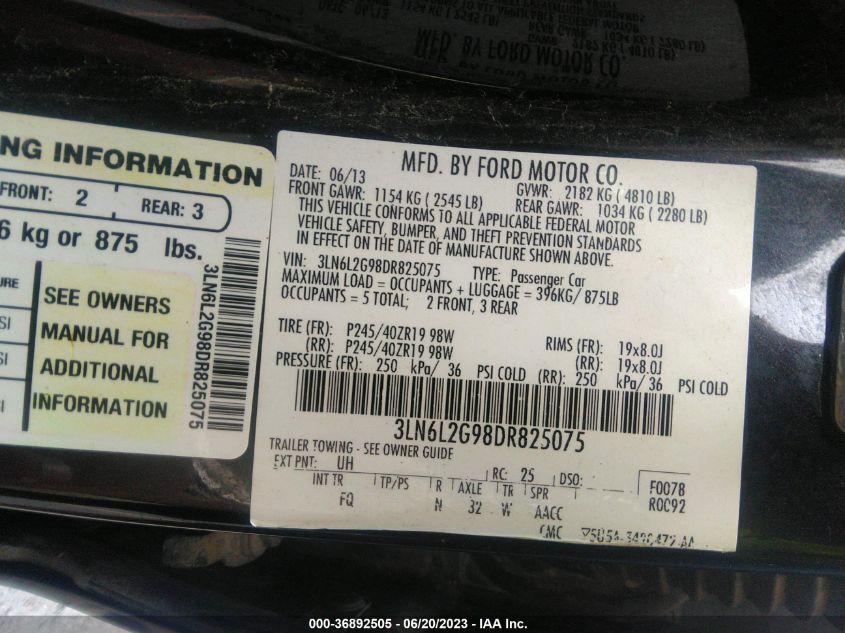 MFD. BY FORD MOTOR CO.
DATE: 06/13
GVWR: 2182 KG ( 4810 LB)
FRONT GAWR: 1154 KG ( 2545 LB)
REAR GAWR: 1034 KG ( 2280 LB)
THIS VEHICLE CONFORMS TO ALL APPLICABLE FEDERAL MOTOR
VEHICLE SAFETY, BUMPER, AND THEFT PREVENTION STANDARDS
IN EFFECT ON THE DATE OF MANUFACTURE SHOWN ABOVE.
VIN: 3LN6L2G98DR825075 TYPE: Passenger Car
MAXIMUM LOAD = OCCUPANTS + LUGGAGE = 396KG/ 875LB
OCCUPANTS = 5 TOTAL; 2 FRONT, 3 REAR
TIRE (FR): P245/40ZR19 98W RIMS (FR): 19x8.0J
(RR): P245/40ZR19 98W (RR): 19x8.0J
PRESSURE (FR): 250 kPa/ 36 PSI COLD (RR): 250 kPa/ 36 PSI COLD
3LN6L2G98DR825075
TRAILER TOWING - SEE OWNER GUIDE
EXT PNT: UH RC: 25 DSO: F0078
R0092
INT TR TP/PS R AXLE TR SPR
FQ N 32 W AACC
NG INFORMATION
FRONT: 2 REAR: 3
6 kg or 875 lbs.
SEE OWNERS
MANUAL FOR
ADDITIONAL
INFORMATION
3LN6L2G98DR825075
MFG. BY FORD MOTOR CO.
000-36892505 - 06/20/2023 - IAA Inc.